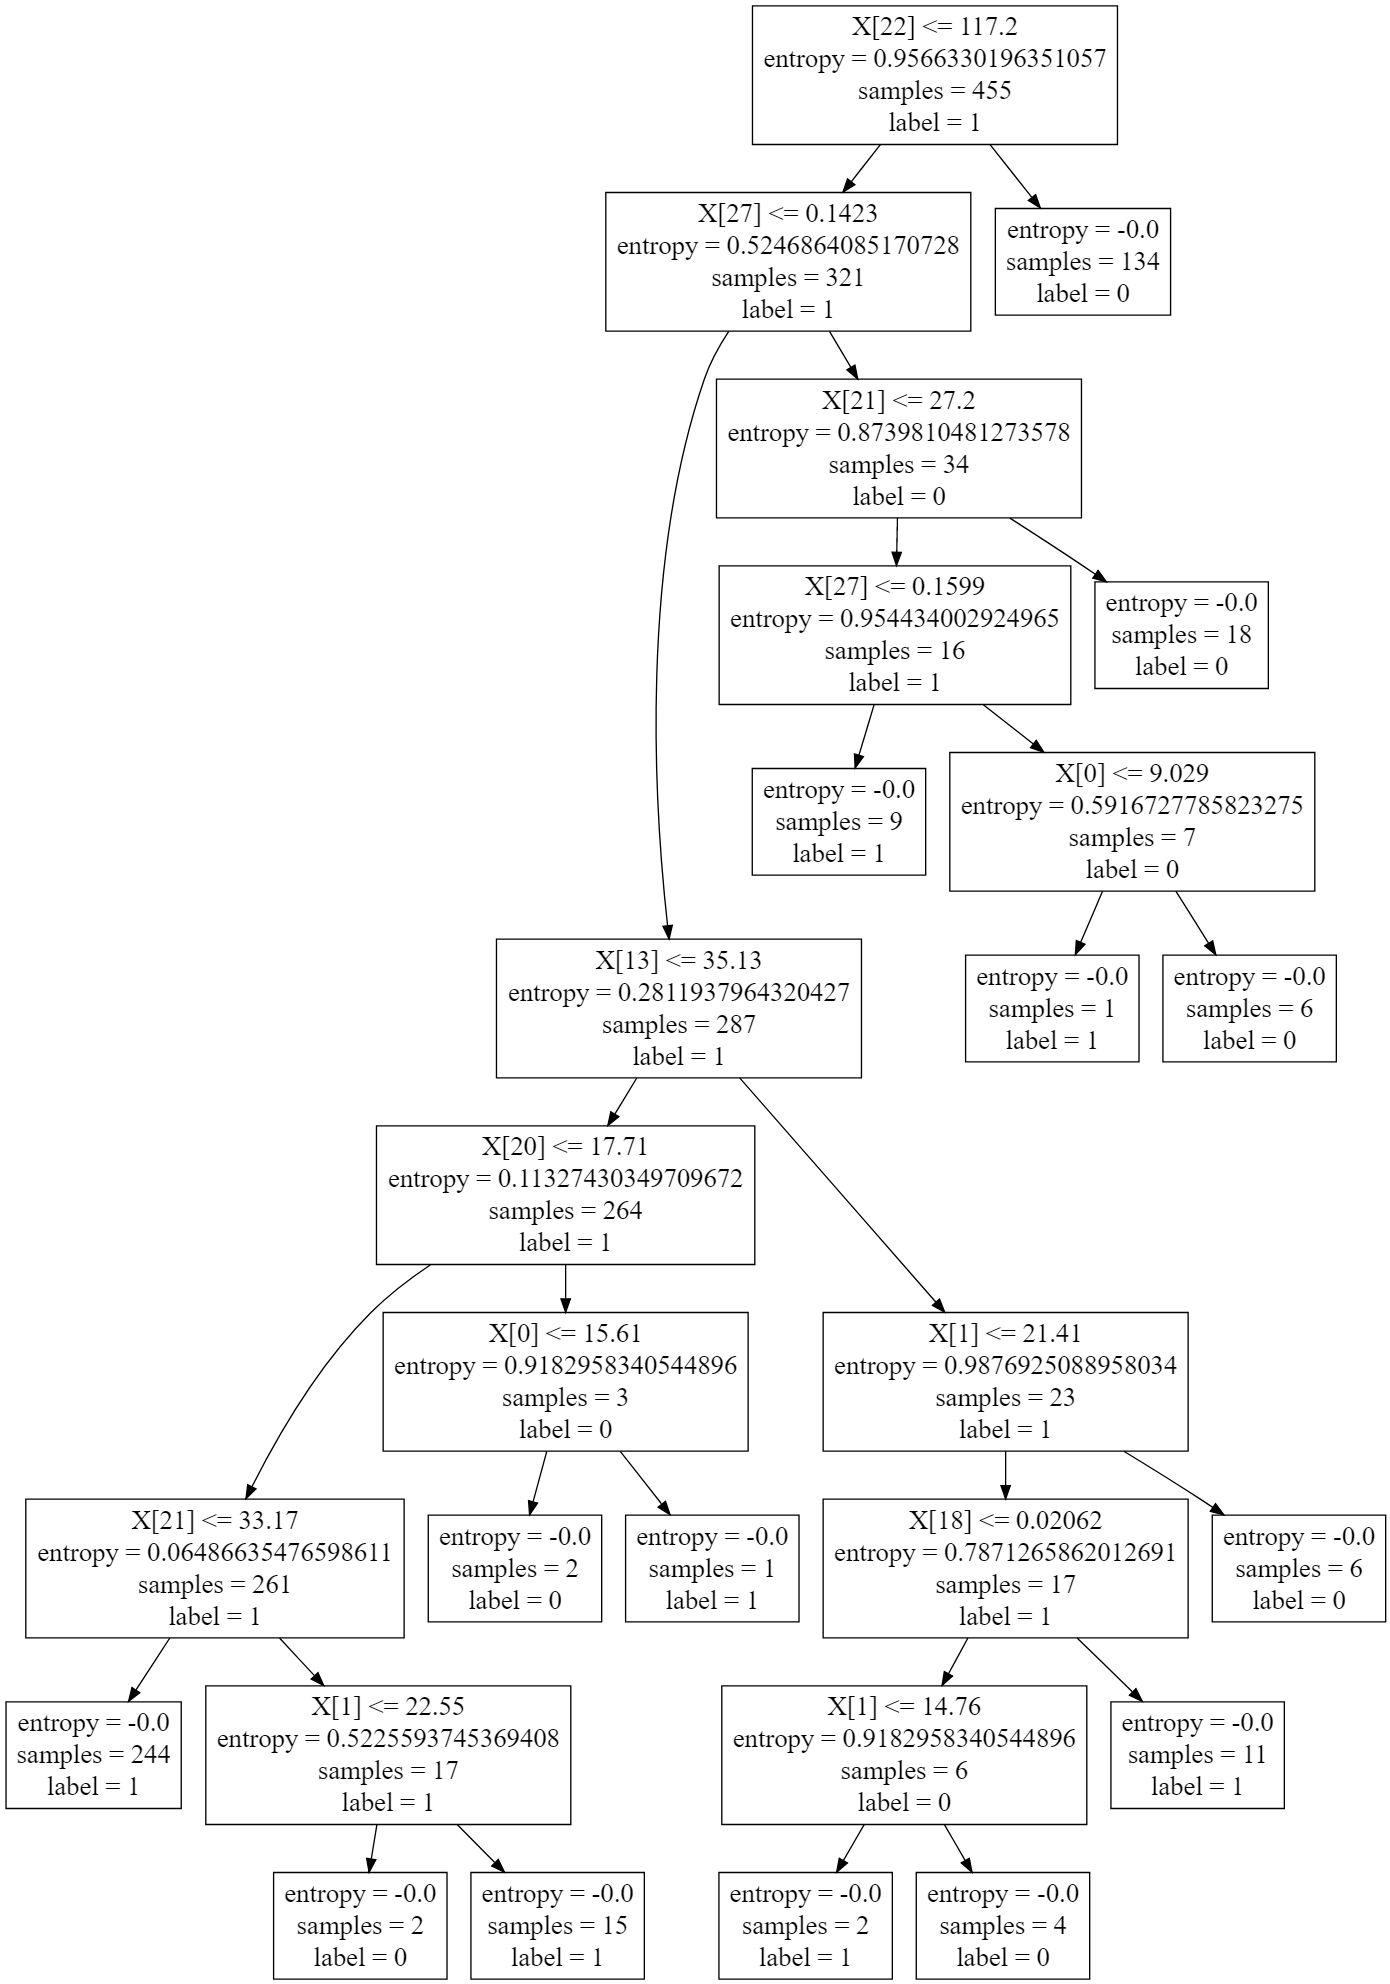 X[22] <= 117.2
entropy = 0.9566330196351057
samples = 455
label = 1
X[27] <= 0.1423
entropy = 0.5246864085170728
samples = 321
label = 1
entropy = -0.0
samples = 134
label = 0
X[21] <= 27.2
entropy = 0.8739810481273578
samples = 34
label = 0
X[27] <= 0.1599
entropy = 0.954434002924965
samples = 16
label = 1
entropy = -0.0
samples = 18
label = 0
entropy = -0.0
samples = 9
label = 1
X[0] <= 9.029
entropy = 0.5916727785823275
samples = 7
label = 0
X[13] <= 35.13
entropy = 0.2811937964320427
samples = 287
label = 1
entropy = -0.0
samples = 1
label = 1
entropy = -0.0
samples = 6
label = 0
X[20] <= 17.71
entropy = 0.11327430349709672
samples = 264
label = 1
X[0] <= 15.61
entropy = 0.9182958340544896
samples = 3
label = 0
X[1] <= 21.41
entropy = 0.9876925088958034
samples = 23
label = 1
X[21] <= 33.17
entropy = 0.06486635476598611
samples = 261
label = 1
entropy = -0.0
samples = 2
label = 0
entropy = -0.0
samples = 1
label = 1
X[18] <= 0.02062
entropy = 0.7871265862012691
samples = 17
label = 1
entropy = -0.0
samples = 6
label = 0
entropy = -0.0
samples = 244
label = 1
X[1] <= 22.55
entropy = 0.5225593745369408
samples = 17
label = 1
X[1] <= 14.76
entropy = 0.9182958340544896
samples = 6
label = 0
entropy = -0.0
samples = 11
label = 1
entropy = -0.0
samples = 2
label = 0
entropy = -0.0
samples = 15
label = 1
entropy = -0.0
samples = 2
label = 1
entropy = -0.0
samples = 4
label = 0